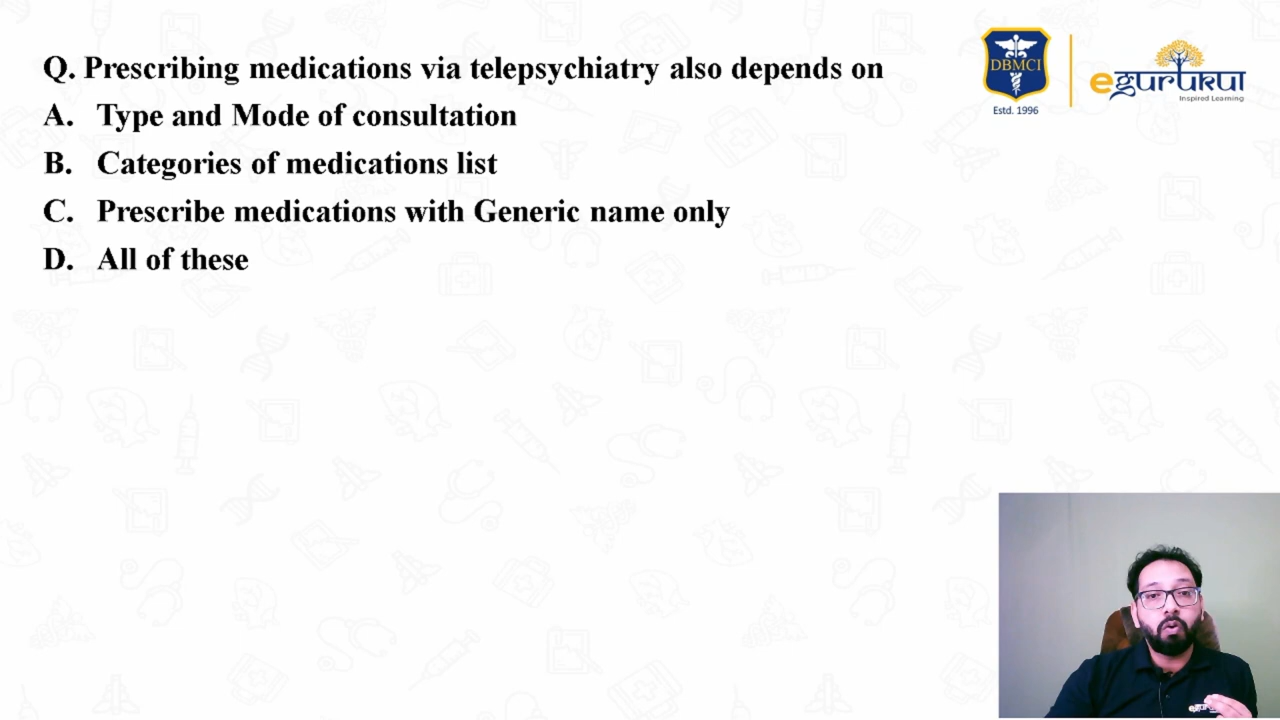 Q. Prescribing medications via telepsychiatry also depends on
A. Type and Mode of consultation
B. Categories of medications list
C. Prescribe medications with Generic name only
D. All of these
DBMCI
Estd. 1996
egurukul
Inspired Learning